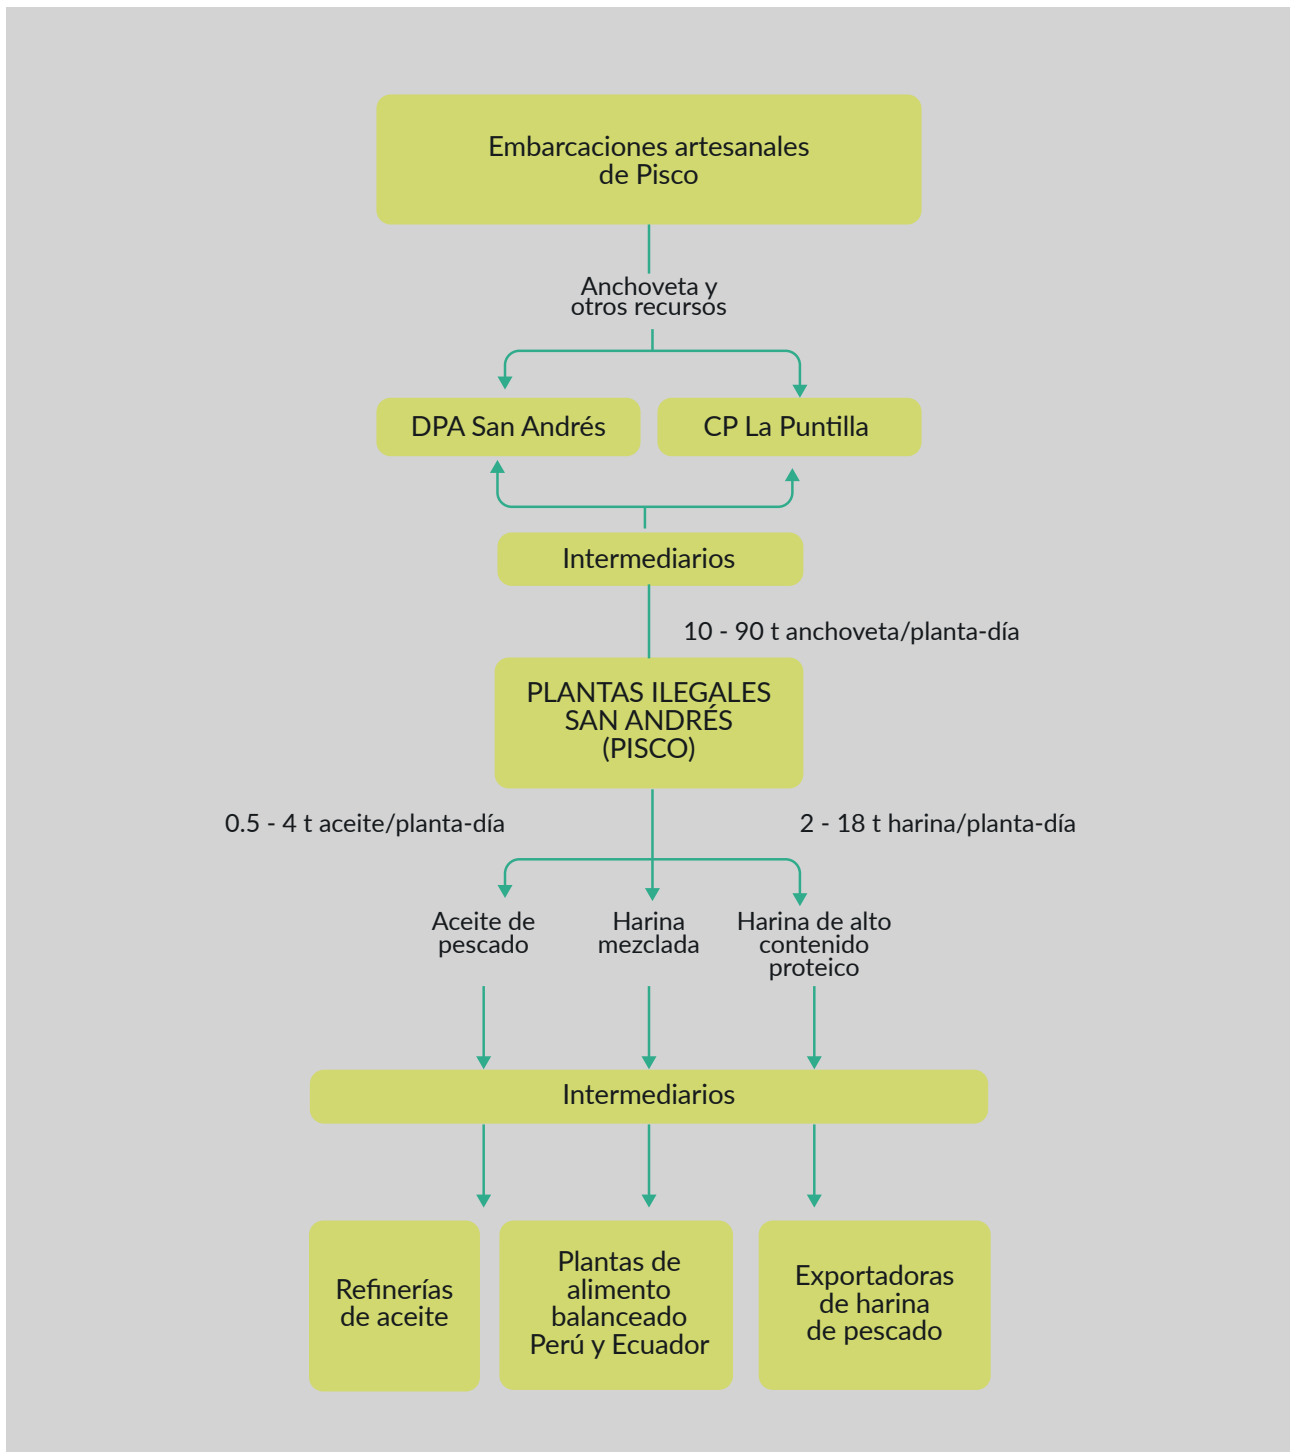 Embarcaciones artesanales
de Pisco
Anchoveta y
otros recursos
DPA San Andrés
CP La Puntilla
Intermediarios
10 - 90 t anchoveta/planta-día
PLANTAS ILEGALES
SAN ANDRÉS
(PISCO)
0.5 - 4 t aceite/planta-día
2 - 18 t harina/planta-día
Aceite de
pescado
Harina
mezclada
Harina de alto
contenido
proteico
Intermediarios
Refinerías
de aceite
Plantas de
alimento
balanceado
Perú y Ecuador
Exportadoras
de harina
de pescado